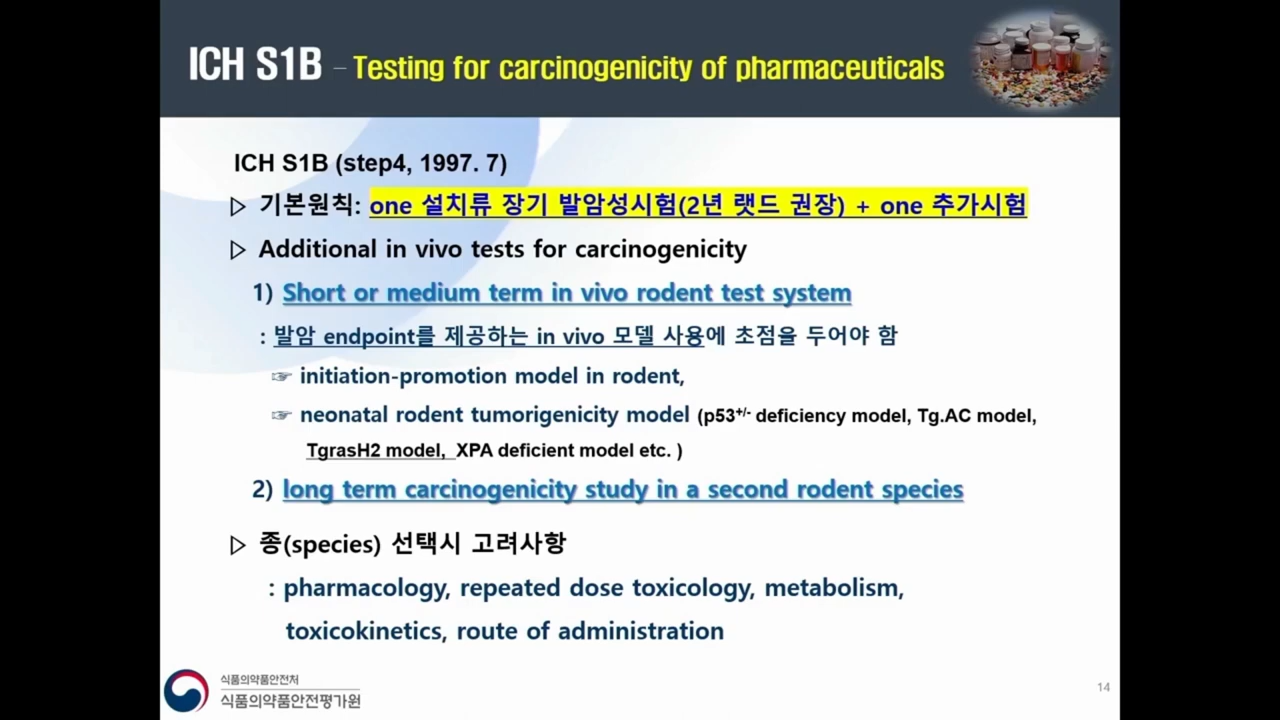 ICH S1B – Testing for carcinogenicity of pharmaceuticals
ICH S1B (step4, 1997. 7)
▷ 기본원칙: one 설치류 장기 발암성시험(2년 랫드 권장) + one 추가시험
▷ Additional in vivo tests for carcinogenicity
1) Short or medium term in vivo rodent test system
: 발암 endpoint를 제공하는 in vivo 모델 사용에 초점을 두어야 함
☞ initiation-promotion model in rodent,
☞ neonatal rodent tumorigenicity model (p53+/- deficiency model, Tg.AC model,
TgrasH2 model, XPA deficient model etc. )
2) long term carcinogenicity study in a second rodent species
▷ 종(species) 선택시 고려사항
: pharmacology, repeated dose toxicology, metabolism,
toxicokinetics, route of administration
식품의약품안전처
식품의약품안전평가원
14